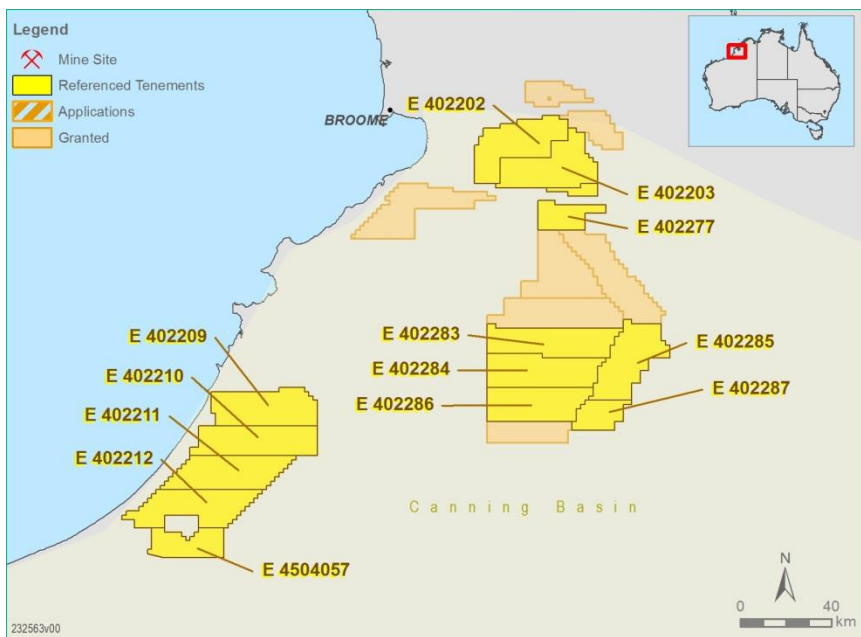 Legend
Mine Site
Referenced Tenements
Applications
Granted
BROOME
E 402202
E 402203
E 402277
E 402209
E 402210
E 402211
E 402212
E 4504057
E 402283
E 402284
E 402286
E 402285
E 402287
Canning Basin
N
0 40
km
232563v00